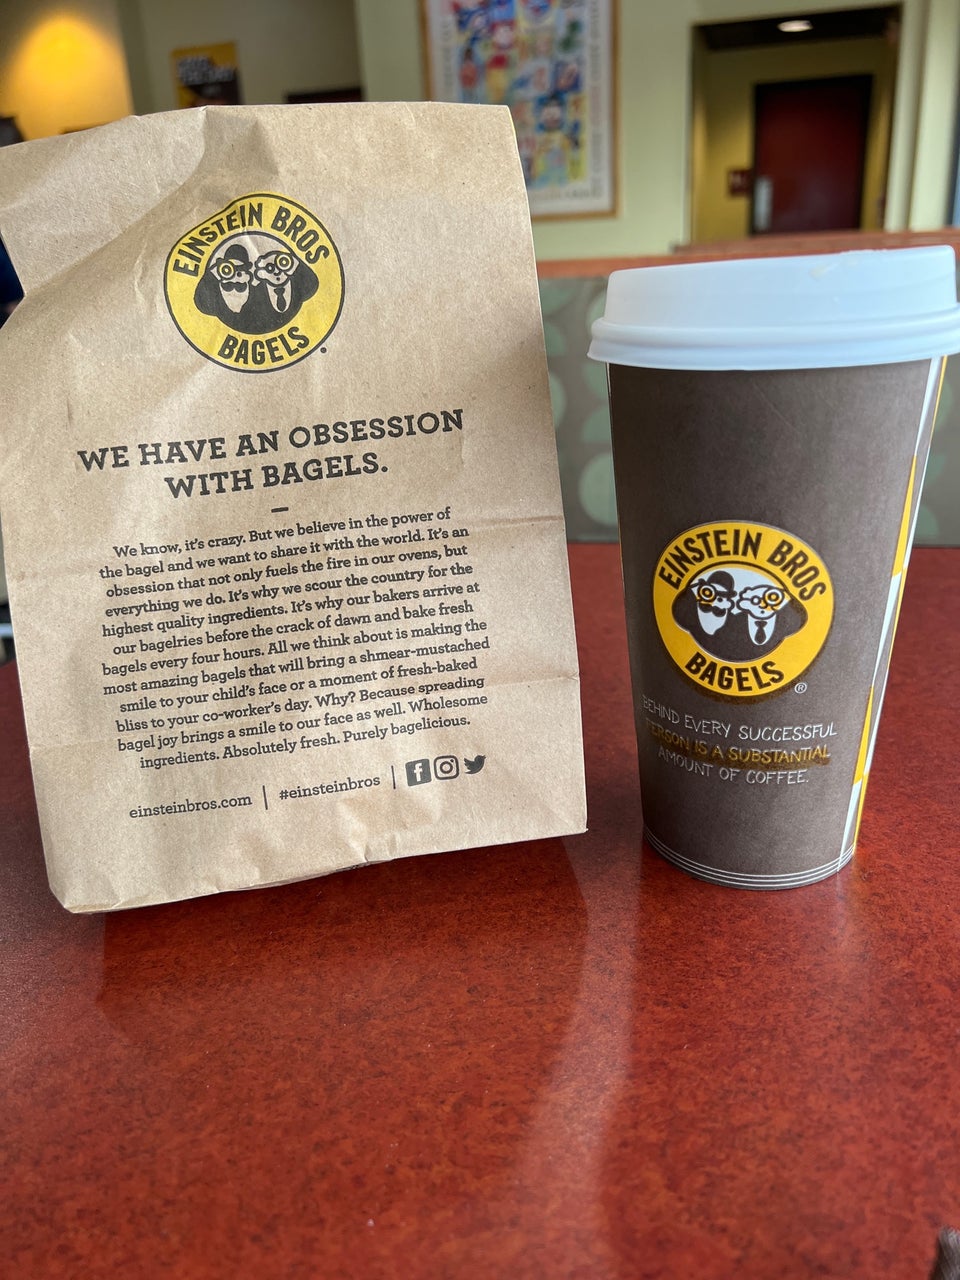 EINSTEIN BROS
BAGELS
WE HAVE AN OBSESSION
WITH BAGELS.
We know, it's crazy. But we believe in the power of
the bagel and we want to share it with the world. It's an
obsession that not only fuels the fire in our ovens, but
everything we do. It's why we scour the country for the
highest quality ingredients. It's why our bakers arrive at
our bagelries before the crack of dawn and bake fresh
bagels every four hours. All we think about is making the
most amazing bagels that will bring a shmear-mustached
smile to your child's face or a moment of fresh-baked
bliss to your co-worker's day. Why? Because spreading
bagel joy brings a smile to our face as well. Wholesome
ingredients. Absolutely fresh. Purely bagelicious.
einsteinbros.com | #einsteinbros |
EINSTEIN BROS
BAGELS ®
BEHIND EVERY SUCCESSFUL
PERSON IS A SUBSTANTIAL
AMOUNT OF COFFEE.